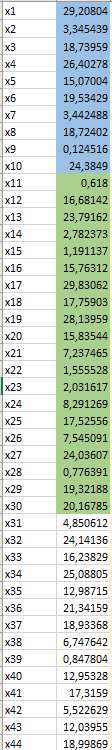 x1 29,20804
x2 3,345439
x3 18,73959
x4 26,40278
x5 15,07004
x6 19,53429
x7 3,442488
x8 18,72402
x9 0,124516
x10 24,3849
x11 0,618
x12 16,68142
x13 23,79162
x14 2,782373
x15 1,191137
x16 15,76312
x17 29,83062
x18 17,75903
x19 28,13959
x20 15,83544
x21 7,237465
x22 1,555528
x23 2,031617
x24 8,291269
x25 17,52556
x26 7,545091
x27 24,03607
x28 0,776391
x29 19,32188
x30 20,16785
x31 4,850612
x32 24,14136
x33 16,23829
x34 25,08805
x35 12,98715
x36 21,34159
x37 18,93368
x38 6,747642
x39 0,847804
x40 12,95328
x41 17,3159
x42 5,522629
x43 12,03955
x44 18,99863